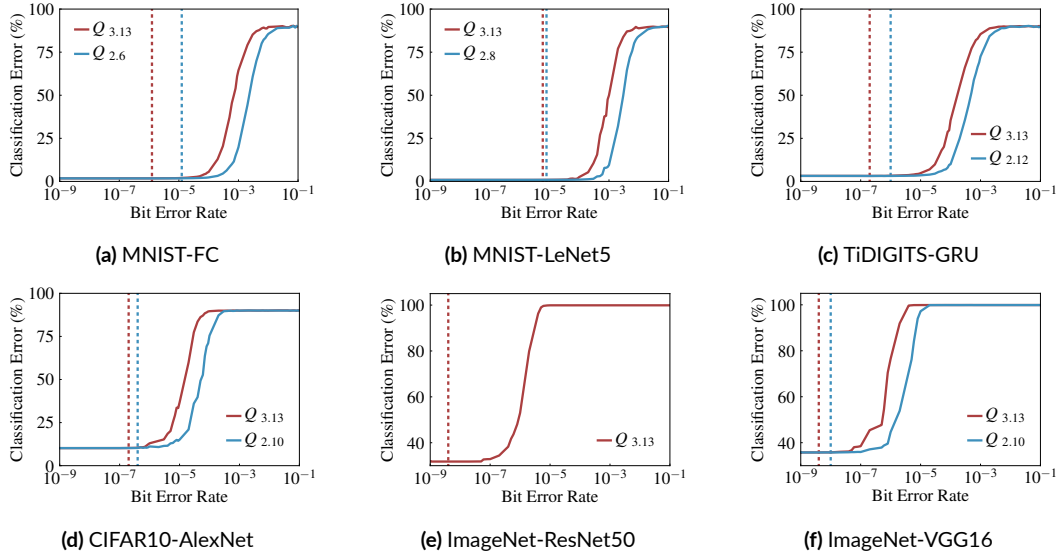 100
75
50
25
0
Classification Error (%)
Q 3.13
Q 2.6
10−9 10−7 10−5 10−3 10−1
Bit Error Rate
(a) MNIST-FC
100
75
50
25
0
Classification Error (%)
Q 3.13
Q 2.8
10−9 10−7 10−5 10−3 10−1
Bit Error Rate
(b) MNIST-LeNet5
100
75
50
25
0
Classification Error (%)
Q 3.13
Q 2.12
10−9 10−7 10−5 10−3 10−1
Bit Error Rate
(c) TiDIGITS-GRU
100
75
50
25
0
Classification Error (%)
Q 3.13
Q 2.10
10−9 10−7 10−5 10−3 10−1
Bit Error Rate
(d) CIFAR10-AlexNet
100
80
60
40
Classification Error (%)
Q 3.13
10−9 10−7 10−5 10−3 10−1
Bit Error Rate
(e) ImageNet-ResNet50
100
80
60
40
Classification Error (%)
Q 3.13
Q 2.10
10−9 10−7 10−5 10−3 10−1
Bit Error Rate
(f) ImageNet-VGG16